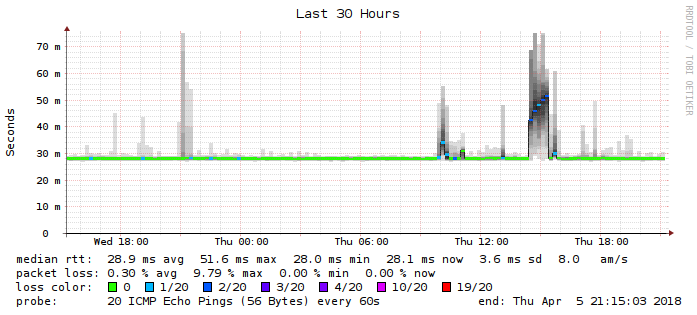 Last 30 Hours
RRDTOOL / TOBI OETIKER
Seconds
70 m
60 m
50 m
40 m
30 m
20 m
10 m
0
Wed 18:00 Thu 00:00 Thu 06:00 Thu 12:00 Thu 18:00
median rtt: 28.9 ms avg 51.6 ms max 28.0 ms min 28.1 ms now 3.6 ms sd 8.0 am/s
packet loss: 0.30 % avg 9.79 % max 0.00 % min 0.00 % now
loss color: 0 1/20 2/20 3/20 4/20 10/20 19/20
probe: 20 ICMP Echo Pings (56 Bytes) every 60s end: Thu Apr 5 21:15:03 2018